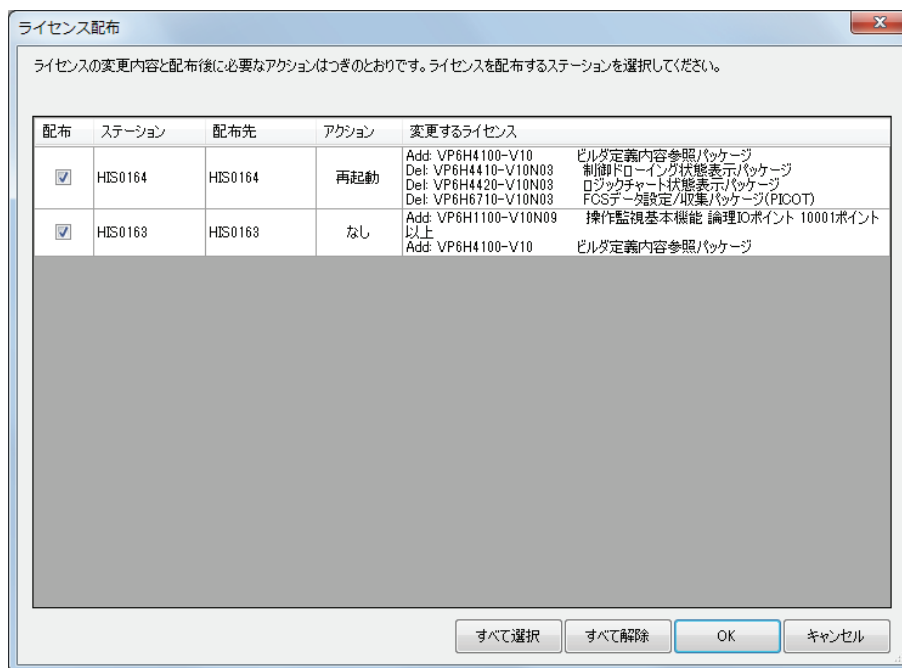 ライセンス配布
ライセンスの変更内容と配布後に必要なアクションはつぎのとおりです。ライセンスを配布するステーションを選択してください。
配布 ステーション 配布先 アクション 変更するライセンス
HIS0164 HIS0164 再起動
Add: VP6H4100-V10 ビルダ定義内容参照パッケージ
Del: VP6H4410-V10N03 制御ドローイング状態表示パッケージ
Del: VP6H4420-V10N03 ロジックチャート状態表示パッケージ
Del: VP6H6710-V10N03 FCSデータ設定/収集パッケージ(PICOT)
HIS0163 HIS0163 なし
Add: VP6H1100-V10N09 操作監視基本機能 論理IOポイント 10001ポイント
以上
Add: VP6H4100-V10 ビルダ定義内容参照パッケージ
すべて選択 すべて解除 OK キャンセル